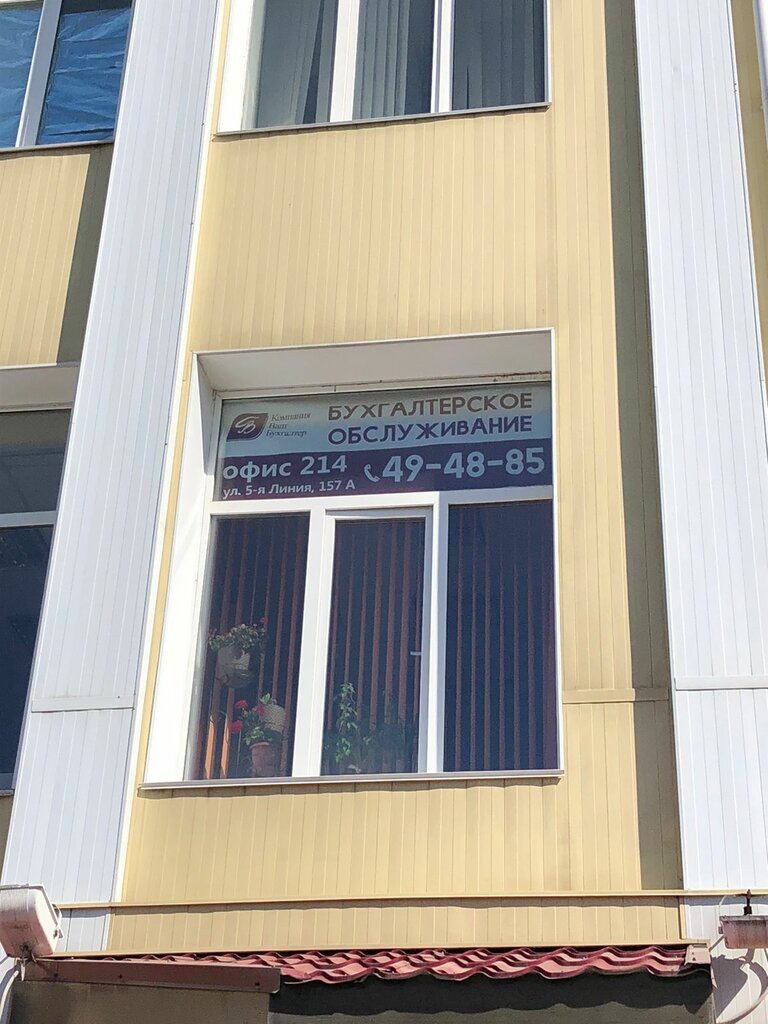 Компания
Ваш
Бухгалтер
БУХГАЛТЕРСКОЕ
ОБСЛУЖИВАНИЕ
офис 214
49-48-85
ул. 5-я Линия, 157 А